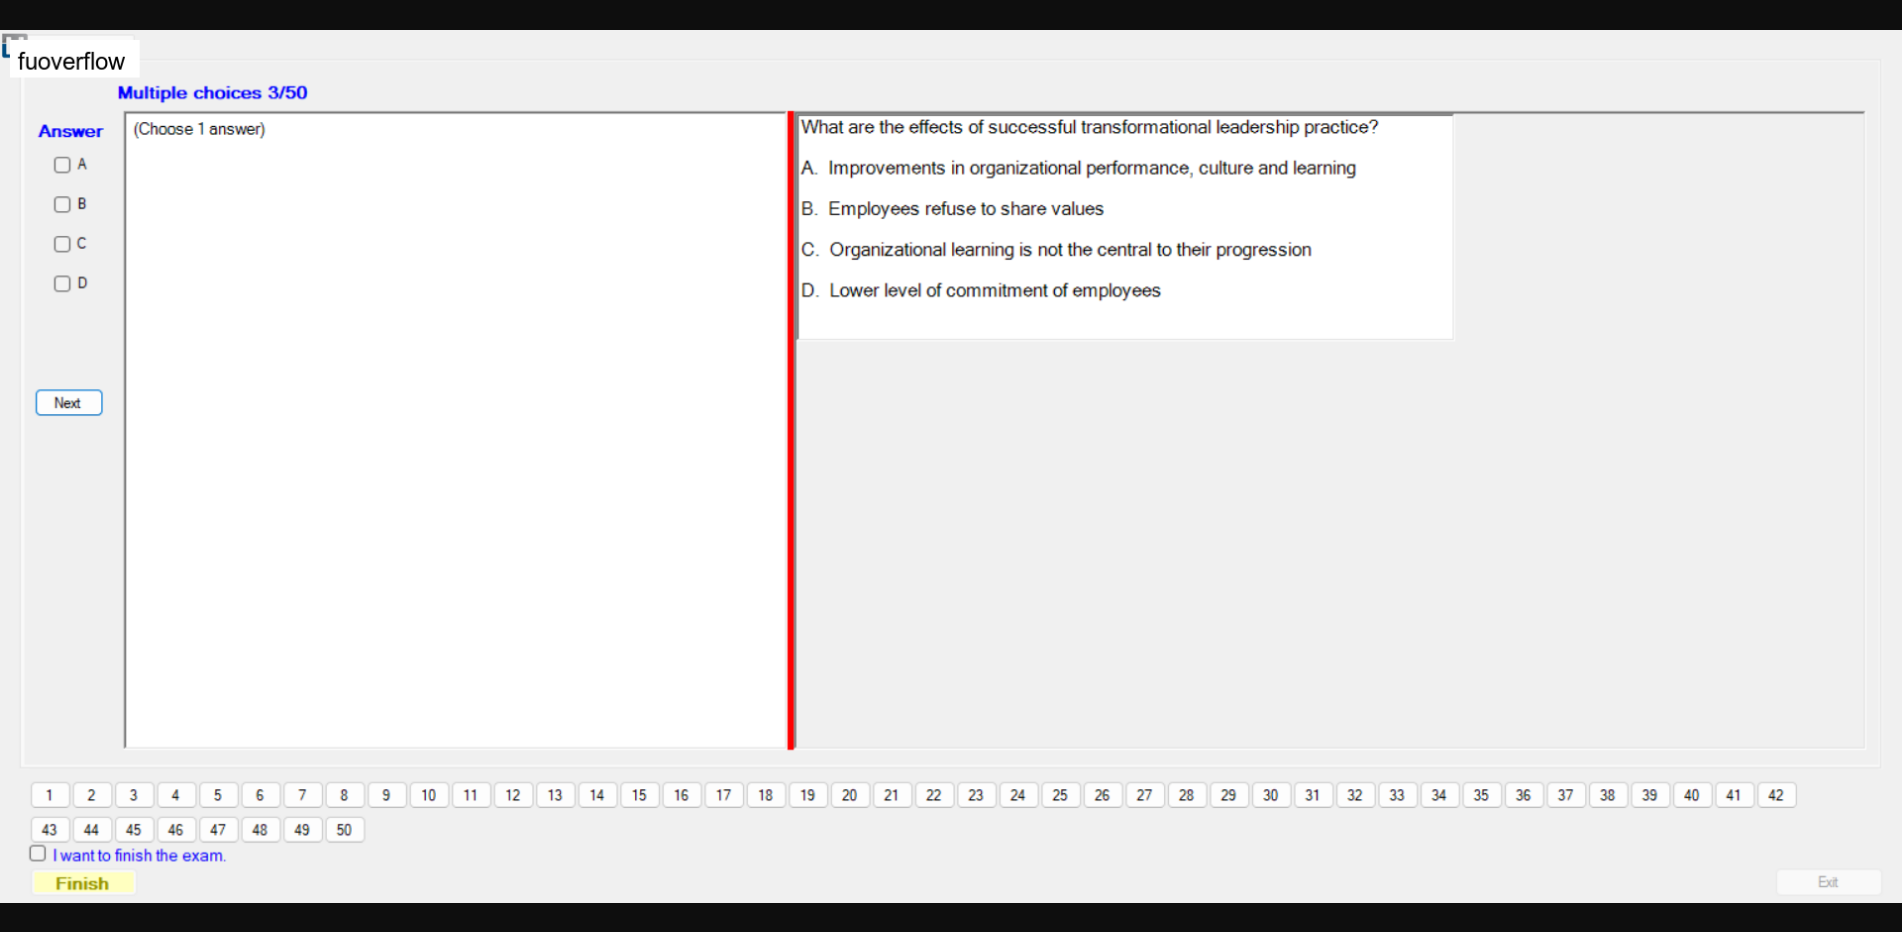 fuoverflow
Multiple choices 3/50
Answer
(Choose 1 answer)
A
B
C
D
Next
What are the effects of successful transformational leadership practice?
A. Improvements in organizational performance, culture and learning
B. Employees refuse to share values
C. Organizational learning is not the central to their progression
D. Lower level of commitment of employees
1 2 3 4 5 6 7 8 9 10 11 12 13 14 15 16 17 18 19 20 21 22 23 24 25 26 27 28 29 30 31 32 33 34 35 36 37 38 39 40 41 42
43 44 45 46 47 48 49 50
I want to finish the exam.
Finish
Exit